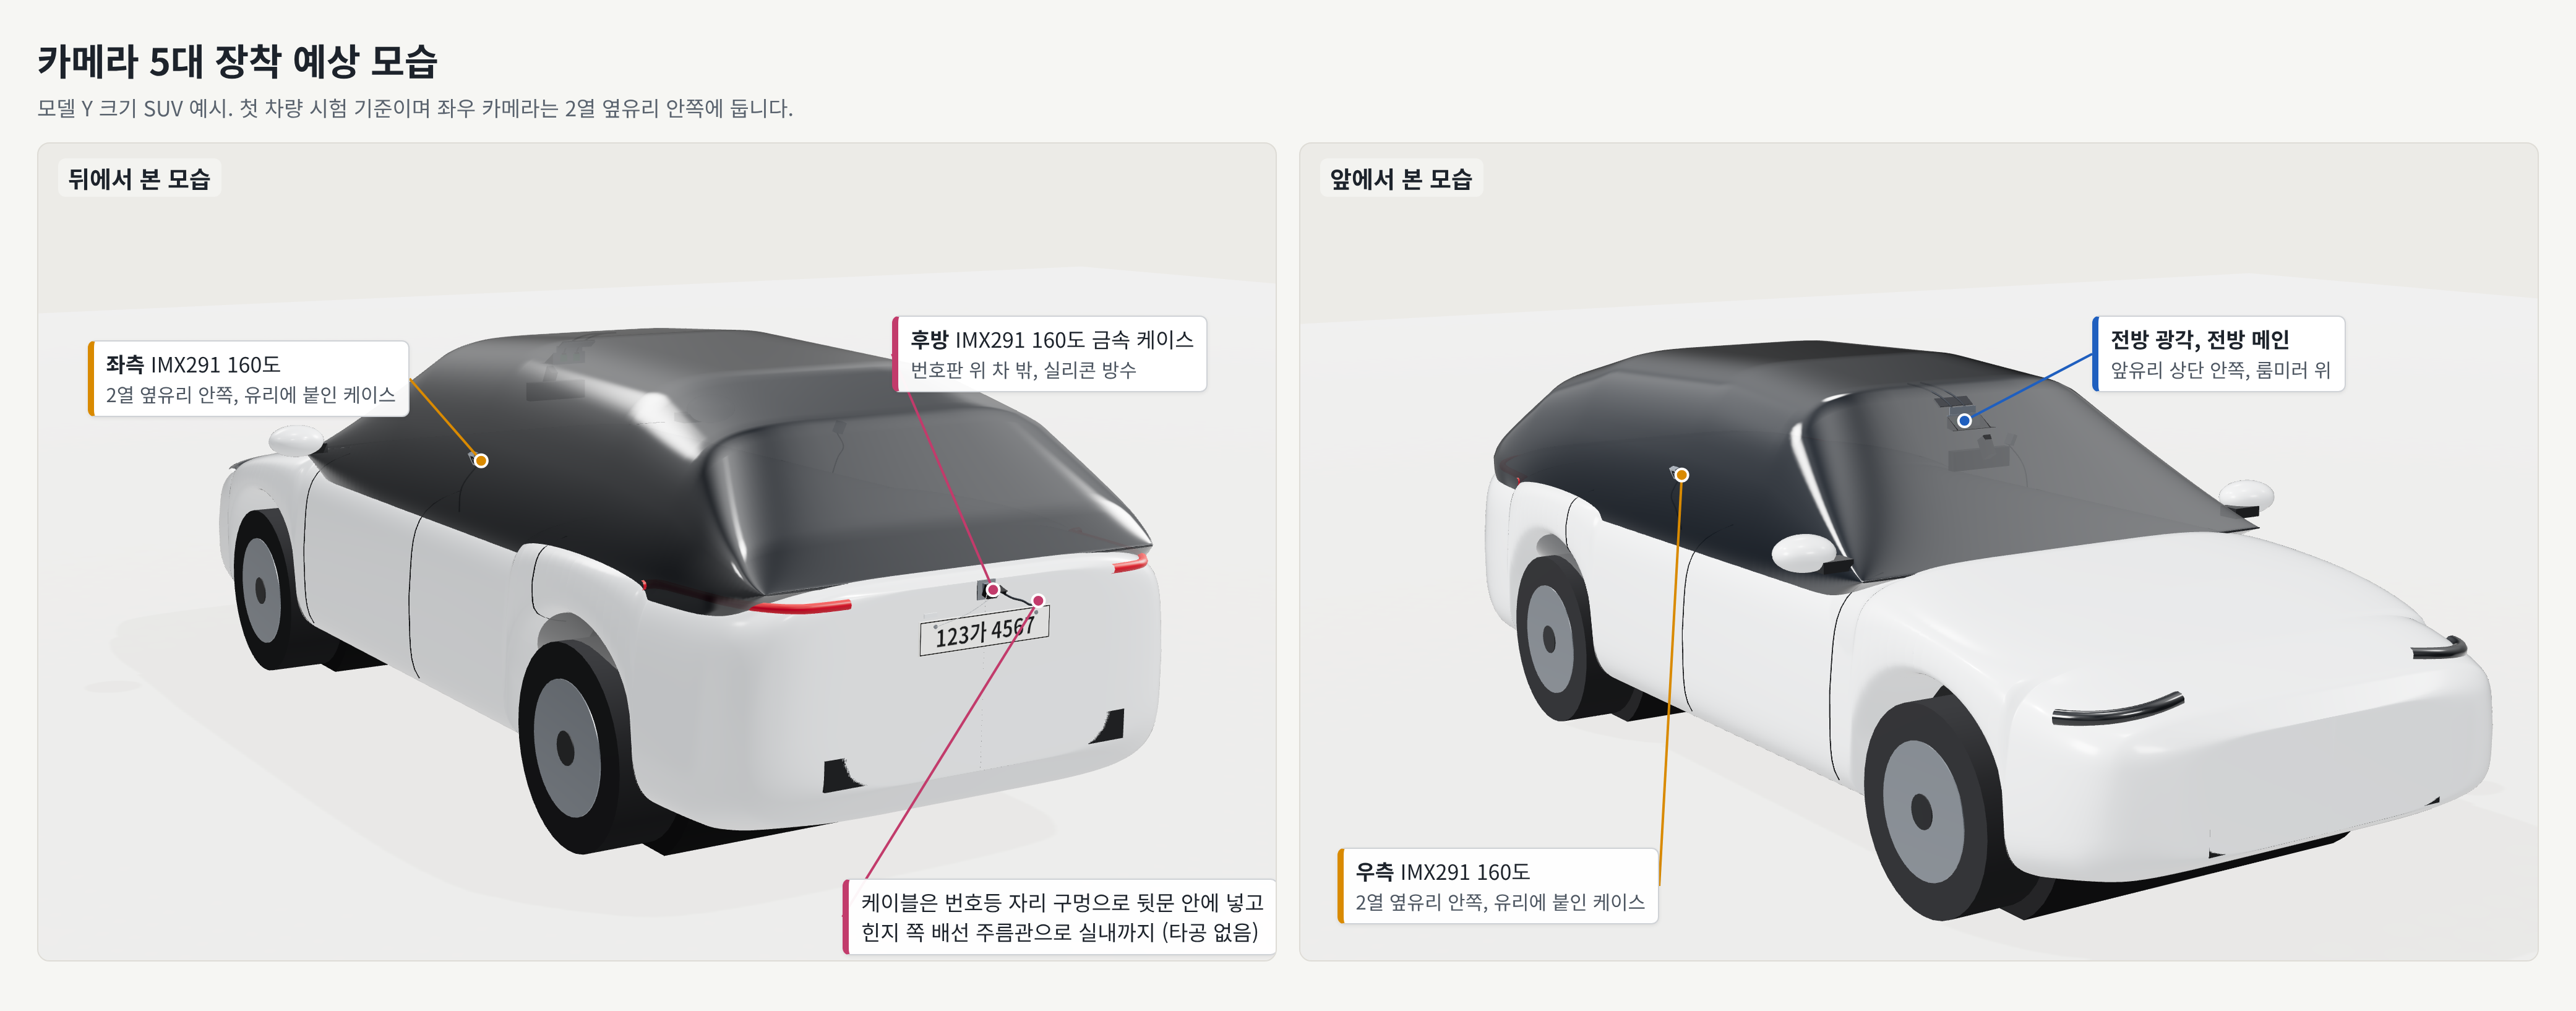 카메라 5대 장착 예상 모습
모델 Y 크기 SUV 예시. 첫 차량 시험 기준이며 좌우 카메라는 2열 옆유리 안쪽에 둡니다.
뒤에서 본 모습
좌측 IMX291 160도
2열 옆유리 안쪽, 유리에 붙인 케이스
후방 IMX291 160도 금속 케이스
번호판 위 차 밖, 실리콘 방수
123가 4567
케이블은 번호등 자리 구멍으로 뒷문 안에 넣고
힌지 쪽 배선 주름관으로 실내까지 (타공 없음)
앞에서 본 모습
전방 광각, 전방 메인
앞유리 상단 안쪽, 룸미러 위
우측 IMX291 160도
2열 옆유리 안쪽, 유리에 붙인 케이스